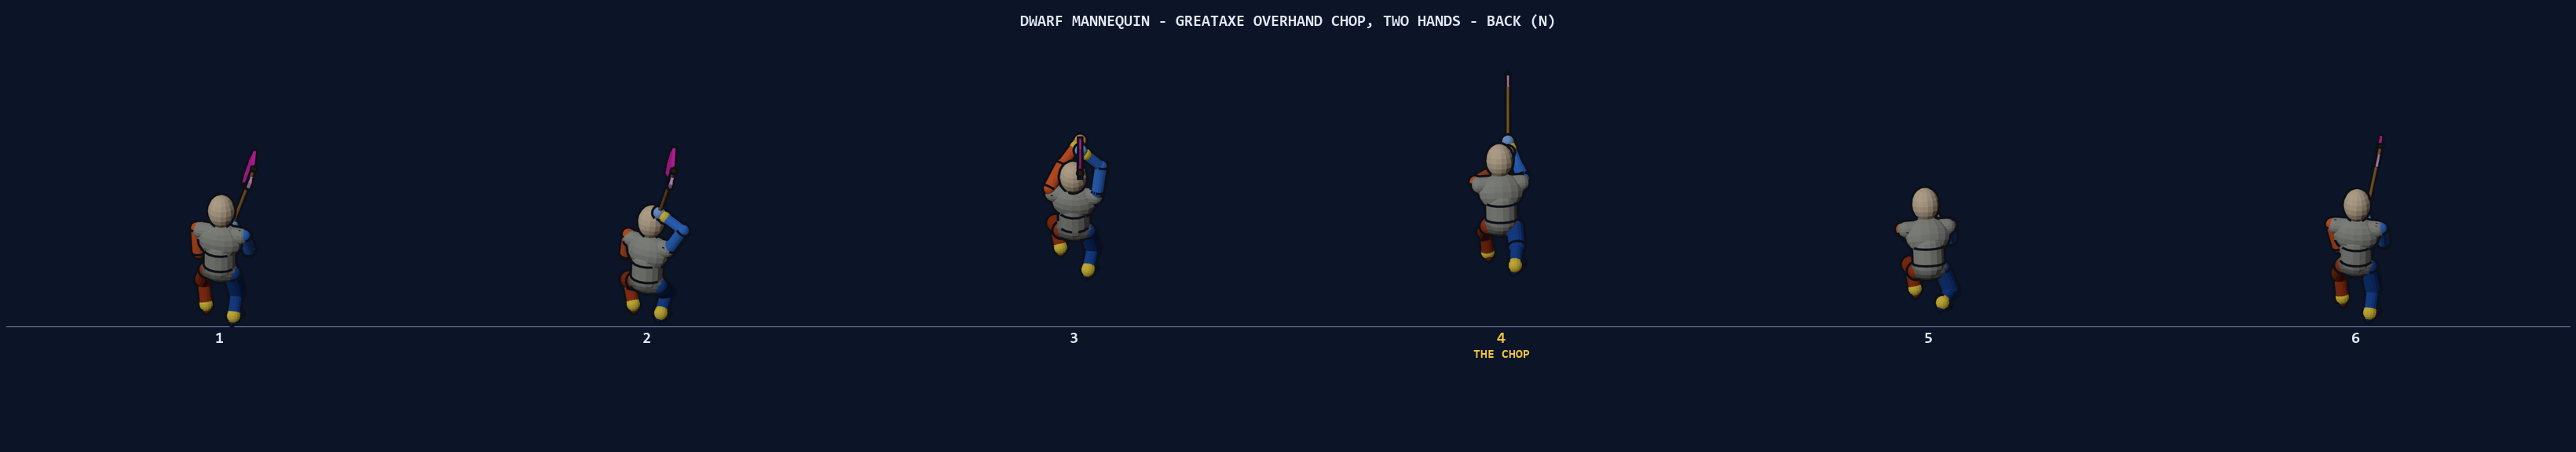 DWARF MANNEQUIN - GREATAXE OVERHAND CHOP, TWO HANDS - BACK (N)
1 2 3 4 5 6
THE CHOP